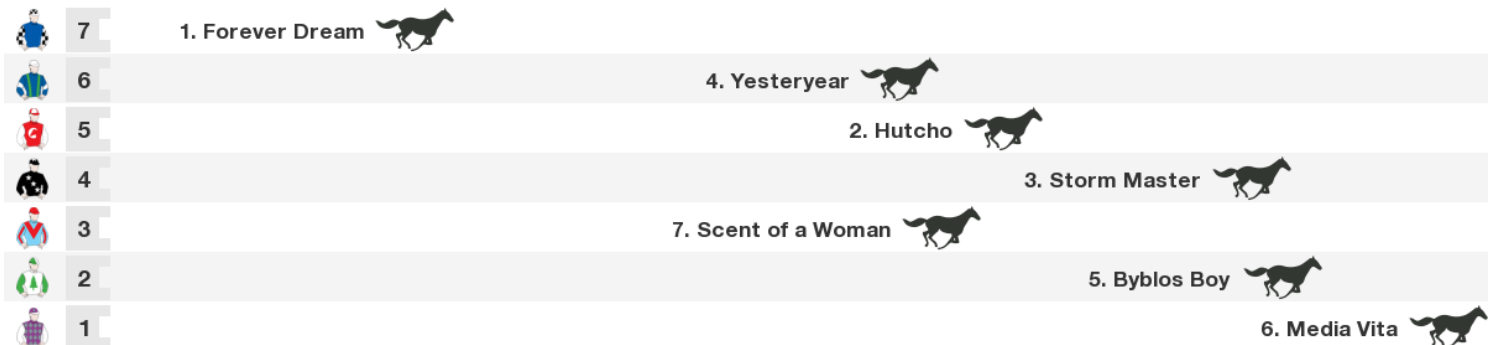 7 1. Forever Dream
6 4. Yesteryear
5 2. Hutcho
4 3. Storm Master
3 7. Scent of a Woman
2 5. Byblos Boy
1 6. Media Vita